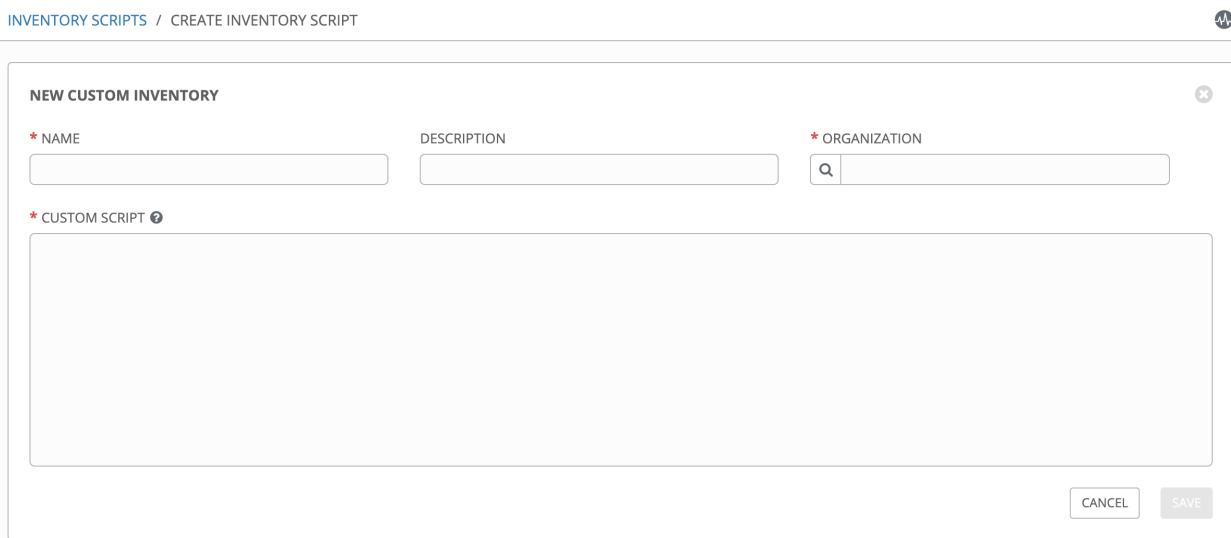 INVENTORY SCRIPTS / CREATE INVENTORY SCRIPT
NEW CUSTOM INVENTORY
* NAME
DESCRIPTION
* ORGANIZATION
* CUSTOM SCRIPT
CANCEL
SAVE